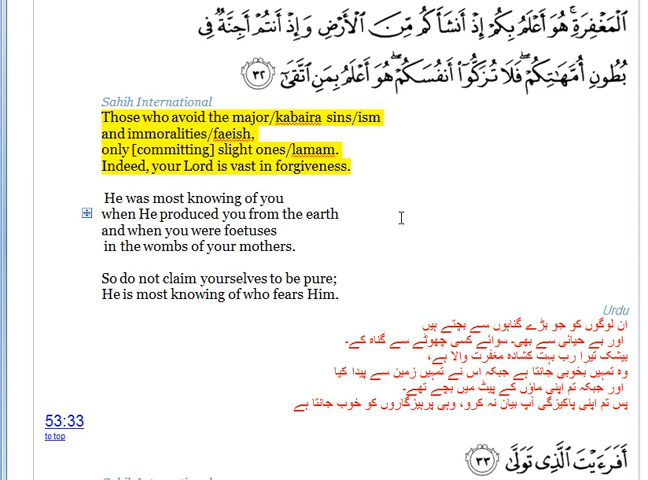 ٱلْمَغْفِرَةِ ۚ هُوَ أَعْلَمُ بِكُمْ إِذْ أَنشَأَكُم مِّنَ ٱلْأَرْضِ وَإِذْ أَنتُمْ أَجِنَّةٌ فِى
بُطُونِ أُمَّهَٰتِكُمْ ۖ فَلَا تُزَكُّوٓا۟ أَنفُسَكُمْ ۖ هُوَ أَعْلَمُ بِمَنِ ٱتَّقَىٰٓ ٣٢
Sahih International
Those who avoid the major/kabaira sins/ism
and immoralities/faeish,
only [committing] slight ones/lamam.
Indeed, your Lord is vast in forgiveness.
He was most knowing of you
when He produced you from the earth
and when you were foetuses
in the wombs of your mothers.
So do not claim yourselves to be pure;
He is most knowing of who fears Him.
Urdu
ان لوگوں کو جو بڑے گناہوں سے بچتے ہیں
اور بے حیائی سے بھی۔ سوائے کسی چھوٹے سے گناہ کے۔
بیشک تیرا رب بہت کشادہ مغفرت واﻻ ہے،
وه تمہیں بخوبی جانتا ہے جبکہ اس نے تمہیں زمین سے پیدا کیا
اور جبکہ تم اپنی ماؤں کے پیٹ میں بچے تھے۔
پس تم اپنی پاکیزگی آپ بیان نہ کرو، وہی پرہیزگاروں کو خوب جانتا ہے
53:33
to top
أَفَرَءَيْتَ ٱلَّذِى تَوَلَّىٰ ٣٣